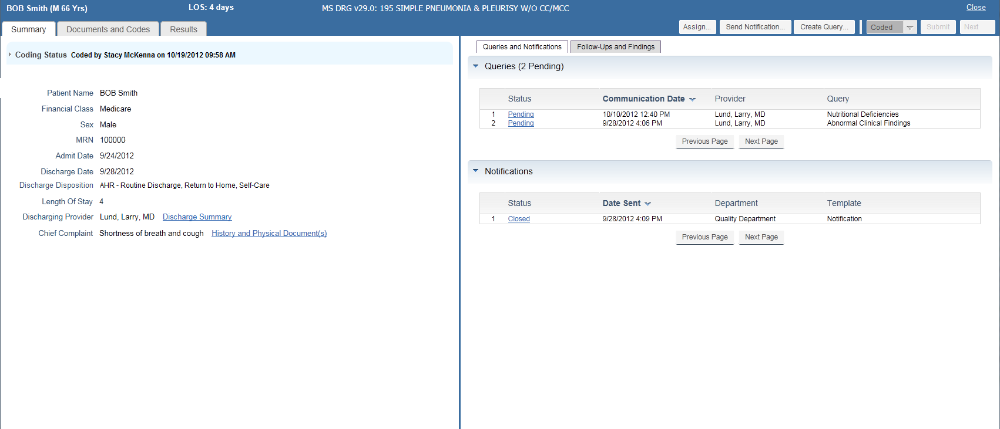 BOB Smith (M 66 Yrs) LOS: 4 days MS DRG v29.0: 195 SIMPLE PNEUMONIA & PLEURISY W/O CC/MCC Close
Summary Documents and Codes Results Assign... Send Notification... Create Query... Coded Submit Next
Coding Status Coded by Stacy McKenna on 10/19/2012 09:58 AM
Patient Name BOB Smith
Financial Class Medicare
Sex Male
MRN 100000
Admit Date 9/24/2012
Discharge Date 9/28/2012
Discharge Disposition AHR - Routine Discharge, Return to Home, Self-Care
Length Of Stay 4
Discharging Provider Lund, Larry, MD Discharge Summary
Chief Complaint Shortness of breath and cough History and Physical Document(s)
Queries and Notifications Follow-Ups and Findings
Queries (2 Pending)
Status Communication Date Provider Query
1 Pending 10/10/2012 12:40 PM Lund, Larry, MD Nutritional Deficiencies
2 Pending 9/28/2012 4:06 PM Lund, Larry, MD Abnormal Clinical Findings
Previous Page Next Page
Notifications
Status Date Sent Department Template
1 Closed 9/28/2012 4:09 PM Quality Department Notification
Previous Page Next Page